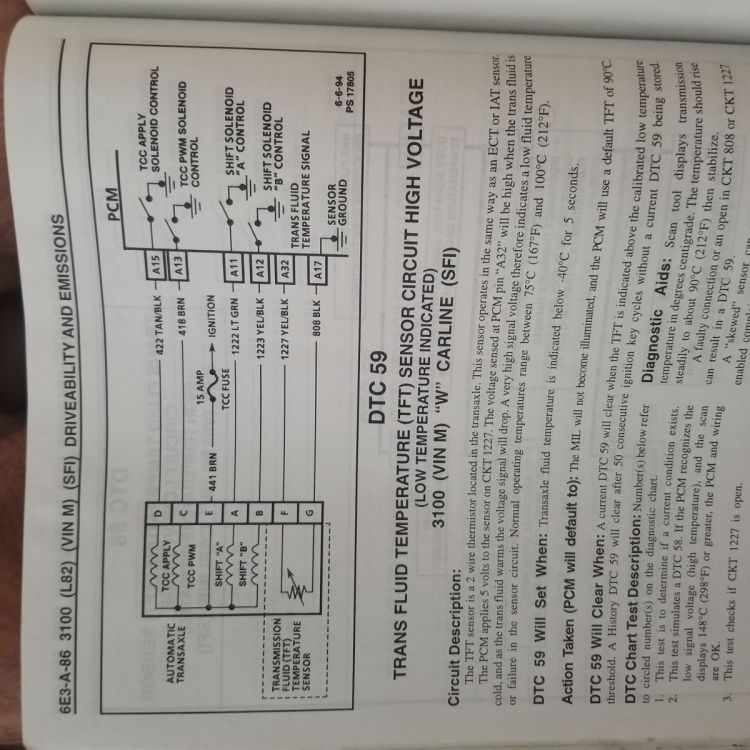 6E3-A-86 3100 (L82) (VIN M) (SFI) DRIVEABILITY AND EMISSIONS
PCM
AUTOMATIC
TRANSAXLE
TCC APPLY
TCC PWM
SHIFT "A"
SHIFT "B"
TRANSMISSION
FLUID (TFT)
TEMPERATURE
SENSOR
D
C
E
A
B
F
G
422 TAN/BLK
418 BRN
441 BRN
15 AMP
TCC FUSE
IGNITION
1222 LT GRN
1223 YEL/BLK
1227 YEL/BLK
808 BLK
A15
A13
A11
A12
A32
A17
TCC APPLY
SOLENOID CONTROL
TCC PWM SOLENOID
CONTROL
SHIFT SOLENOID
"A" CONTROL
SHIFT SOLENOID
"B" CONTROL
TRANS FLUID
TEMPERATURE SIGNAL
SENSOR
GROUND
6-6-94
PS 17805
DTC 59
TRANS FLUID TEMPERATURE (TFT) SENSOR CIRCUIT HIGH VOLTAGE
(LOW TEMPERATURE INDICATED)
3100 (VIN M) "W" CARLINE (SFI)
Circuit Description:
The TFT sensor is a 2 wire thermistor located in the transaxle. This sensor operates in the same way as an ECT or IAT sensor.
The PCM applies 5 volts to the sensor on CKT 1227. The voltage sensed at PCM pin "A32" will be high when the trans fluid is
cold, and as the trans fluid warms the voltage signal will drop. A very high signal voltage therefore indicates a low fluid temperature
or failure in the sensor circuit. Normal operating temperatures range between 75°C (167°F) and 100°C (212°F).
DTC 59 Will Set When: Transaxle fluid temperature is indicated below -40°C for 5 seconds.
Action Taken (PCM will default to): The MIL will not become illuminated, and the PCM will use a default TFT of 90°C.
DTC 59 Will Clear When: A current DTC 59 will clear when the TFT is indicated above the calibrated low temperature
threshold. A History DTC 59 will clear after 50 consecutive ignition key cycles without a current DTC 59 being stored.
DTC Chart Test Description: Number(s) below refer
to circled number(s) on the diagnostic chart.
1. This test is to determine if a current condition exists.
2. This test simulates a DTC 58. If the PCM recognizes the
low signal voltage (high temperature), and the scan
displays 148°C (298°F) or greater, the PCM and wiring
are OK.
3. This test checks if CKT 1227 is open.
Diagnostic Aids: Scan tool displays transmission
temperature in degrees centigrade. The temperature should rise
steadily to about 90°C (212°F) then stabilize.
A faulty connection or an open in CKT 808 or CKT 1227
can result in a DTC 59.
A "skewed" sensor can
enabled